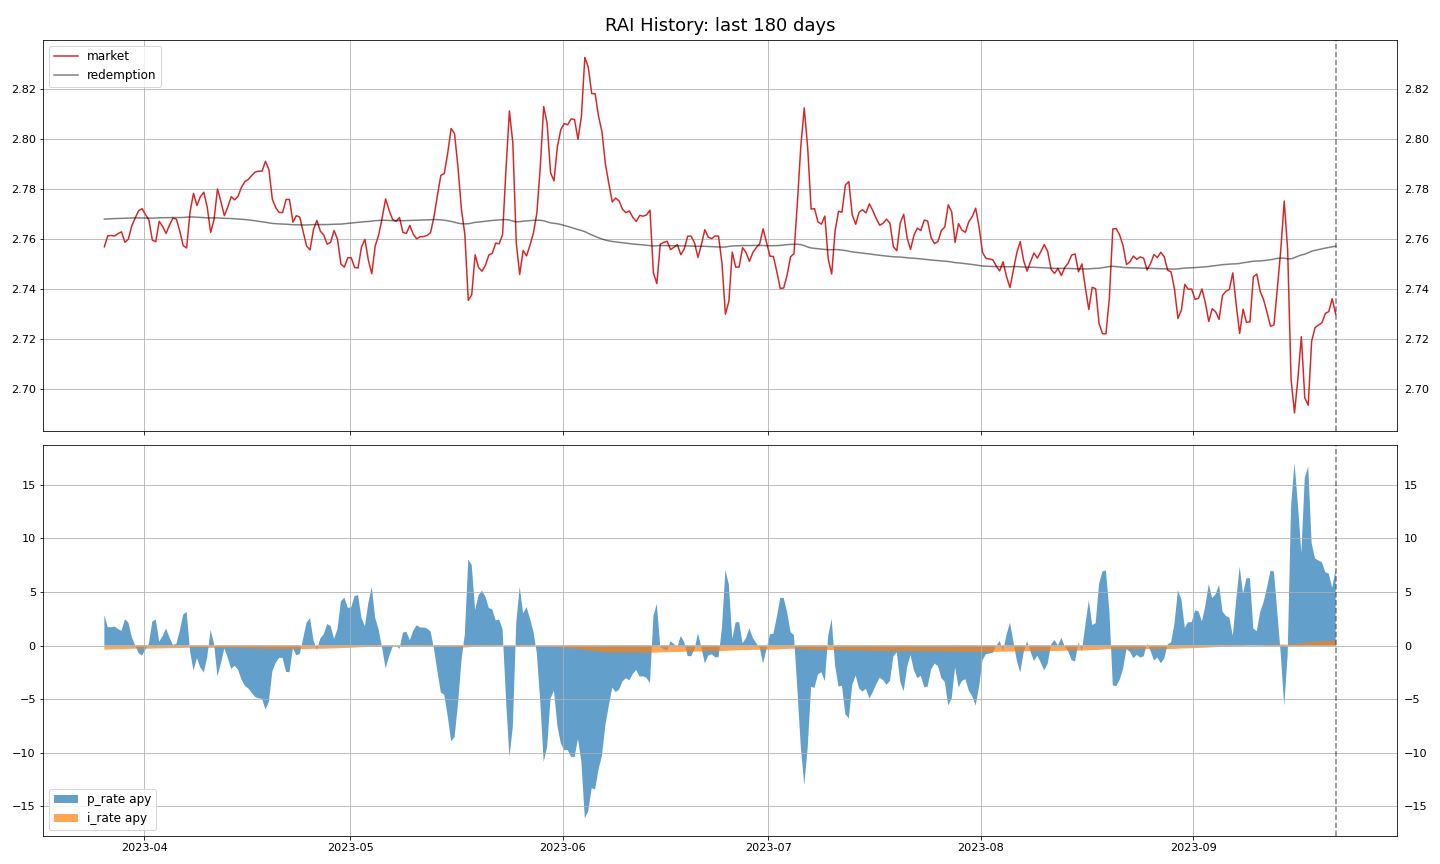 RAI History: last 180 days
market
redemption
2.82 2.82
2.80 2.80
2.78 2.78
2.76 2.76
2.74 2.74
2.72 2.72
2.70 2.70
15 15
10 10
5 5
0 0
−5 −5
−10 −10
−15 −15
p_rate apy
i_rate apy
2023-04 2023-05 2023-06 2023-07 2023-08 2023-09